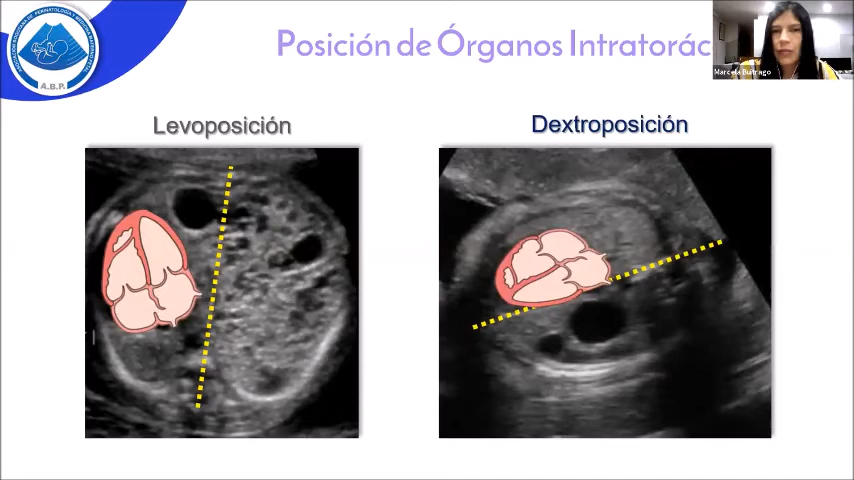 Posición de Órganos Intratorác
Marcela Buitrago
Levoposición
Dextroposición
A.B.P.